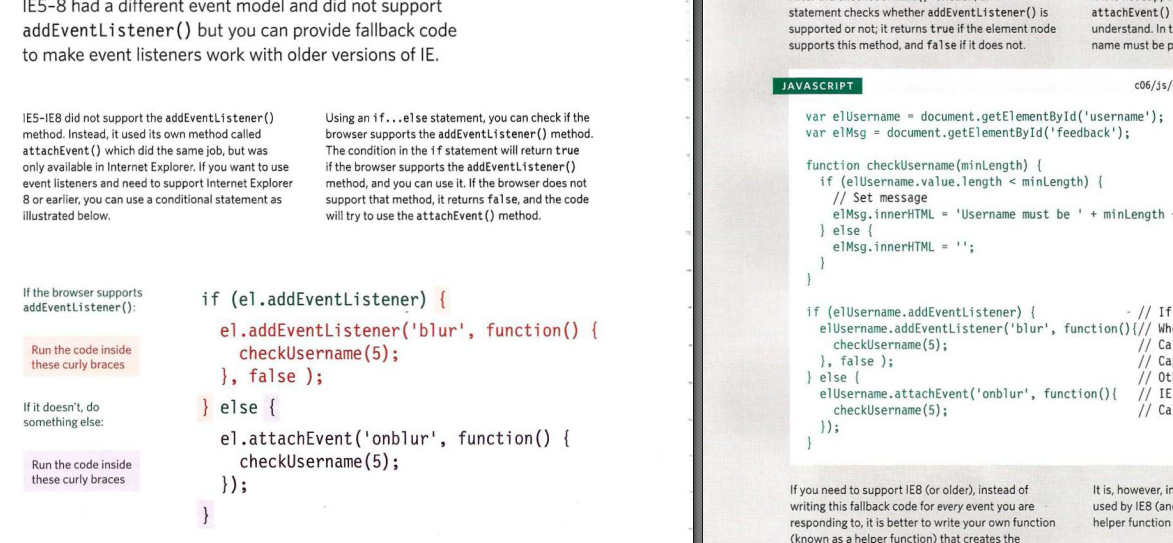 IE5-8 had a different event model and did not support
addEventListener() but you can provide fallback code
to make event listeners work with older versions of IE.
IE5-IE8 did not support the addEventListener()
method. Instead, it used its own method called
attachEvent() which did the same job, but was
only available in Internet Explorer. If you want to use
event listeners and need to support Internet Explorer
8 or earlier, you can use a conditional statement as
illustrated below.
Using an if...else statement, you can check if the
browser supports the addEventListener() method.
The condition in the if statement will return true
if the browser supports the addEventListener()
method, and you can use it. If the browser does not
support that method, it returns false, and the code
will try to use the attachEvent() method.
If the browser supports
addEventListener():
Run the code inside
these curly braces
If it doesn't, do
something else:
Run the code inside
these curly braces
if (el.addEventListener) {
el.addEventListener('blur', function() {
checkUsername(5);
}, false );
} else {
el.attachEvent('onblur', function() {
checkUsername(5);
});
}
statement checks whether addEventListener() is
supported or not; it returns true if the element node
supports this method, and false if it does not.
attachEvent()
understand. In
name must be
JAVASCRIPT
c06/js/
var elUsername = document.getElementById('username');
var elMsg = document.getElementById('feedback');
function checkUsername(minLength) {
if (elUsername.value.length < minLength) {
// Set message
elMsg.innerHTML = 'Username must be ' + minLength
} else {
elMsg.innerHTML = '';
}
}
if (elUsername.addEventListener) { // If
elUsername.addEventListener('blur', function(){//
checkUsername(5); //
}, false ); //
} else { //
elUsername.attachEvent('onblur', function(){ // IE
checkUsername(5); //
});
}
If you need to support IE8 (or older), instead of
writing this fallback code for every event you are
responding to, it is better to write your own function
(known as a helper function) that creates the
It is, however,
used by IE8
helper function